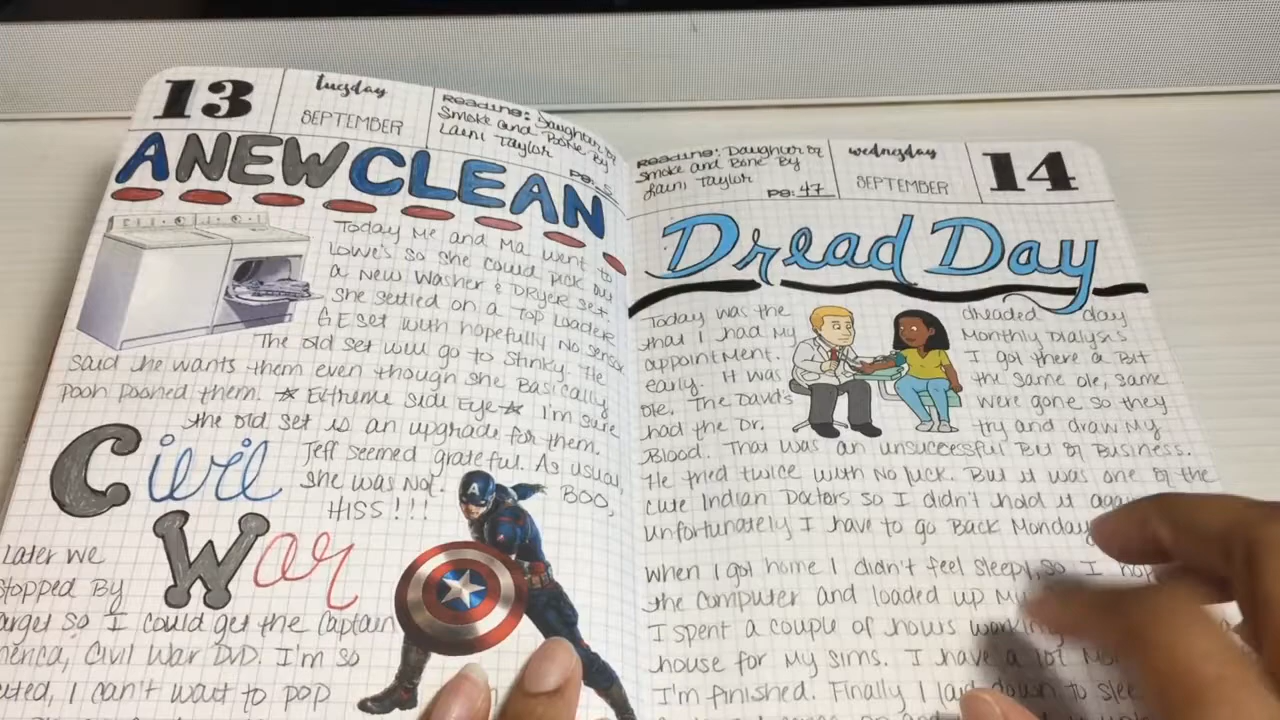 13
tuesday
SEPTEMBER
Reading: Daughter of
Smoke and Bone By
Laini Taylor
PG: 5
A NEW CLEAN
Today Me and Ma went to
Lowe's so she could pick out
a New Washer & Dryer set
She settled on a top Loader
GE set with hopefully No sensor
The old set will go to Stinky. He
said he wants them even though she Basically
pooh poohed them. ☆ Extreme Side Eye ☆ I'm sure
the old set is an upgrade for them.
Jeff seemed grateful. As usual,
she was Not. BOO,
HISS!!!
Civil
War
Later we
stopped By
so I could get the Captain
Civil War DVD. I'm so
I can't wait to pop
Reading: Daughter of
Smoke and Bone By
Laini Taylor
PG: 47
wednesday
SEPTEMBER
14
Dread Day
Today was the dreaded day
that I had My Monthly Dialysis
appointment. I got there a Bit
early. It was the same ole, same
ole. The David's were gone so they
had the Dr. try and draw My
Blood. That was an unsuccessful Bit of Business.
He tried twice with No luck. But it was one of the
cute Indian Doctors so I didn't hold it
Unfortunately I have to go Back Monday
When I got home I didn't feel sleepy, so I
the computer and loaded up
I spent a couple of hours working
house for My Sims. I have a lot
I'm finished. Finally I laid down to